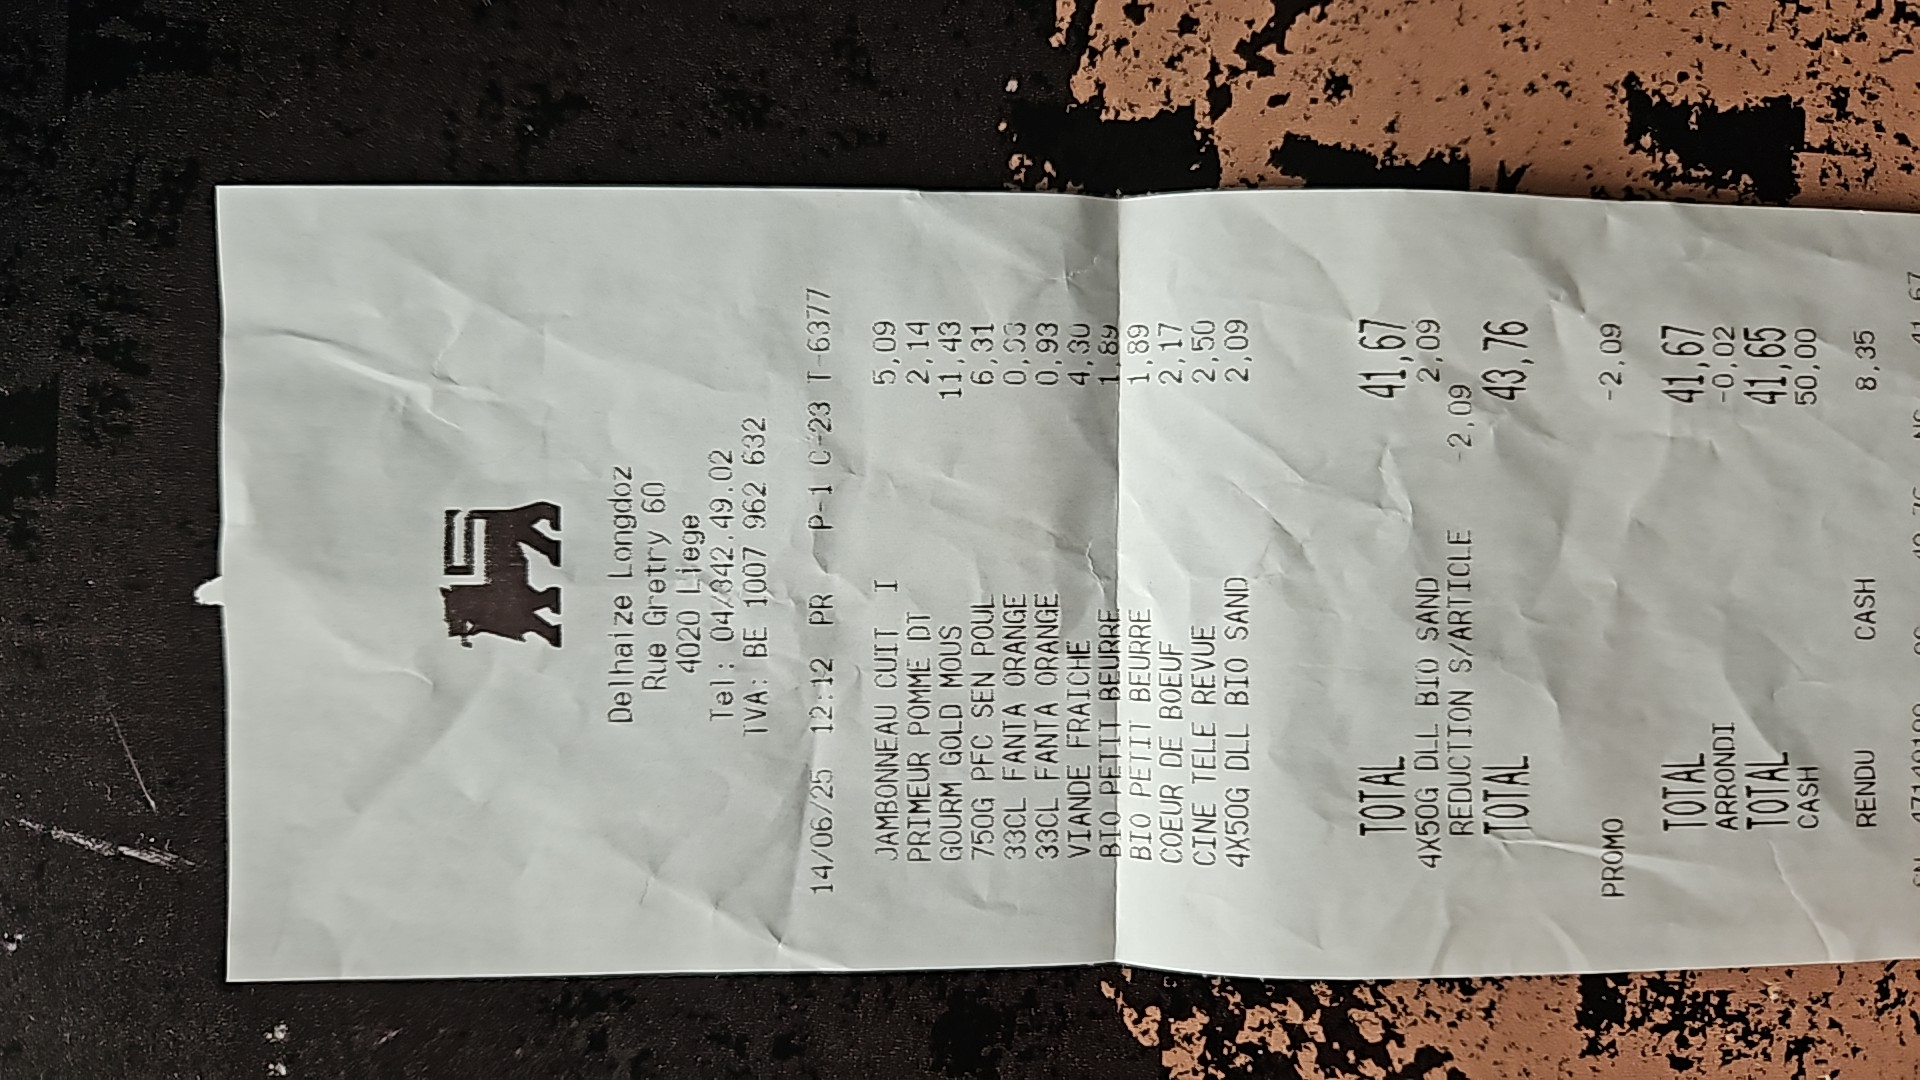 Delhaize Longdoz
Rue Gretry 60
4020 Liege
Tel : 04/342.49.02
TVA: BE 1007 962 632
14/06/25 12:12 PR P-1 C-23 T-6377
JAMBONNEAU CUIT I 5,09
PRIMEUR POMME DT 2,14
GOURM GOLD MOUS 11,43
750G PFC SEN POUL 6,31
33CL FANTA ORANGE
33CL FANTA ORANGE 0,93
VIANDE FRAICHE 4,30
BIO PETIT BEURRE 1,89
BIO PETIT BEURRE 1,89
COEUR DE BOEUF 2,17
CINE TELE REVUE 2,50
4X50G DLL BIO SAND 2,09
TOTAL 41,67
4X50G DLL BIO SAND 2,09
REDUCTION S/ARTICLE -2,09
TOTAL 43,76
PROMO -2,09
TOTAL 41,67
ARRONDI -0,02
TOTAL 41,65
CASH 50,00
RENDU CASH 8,35